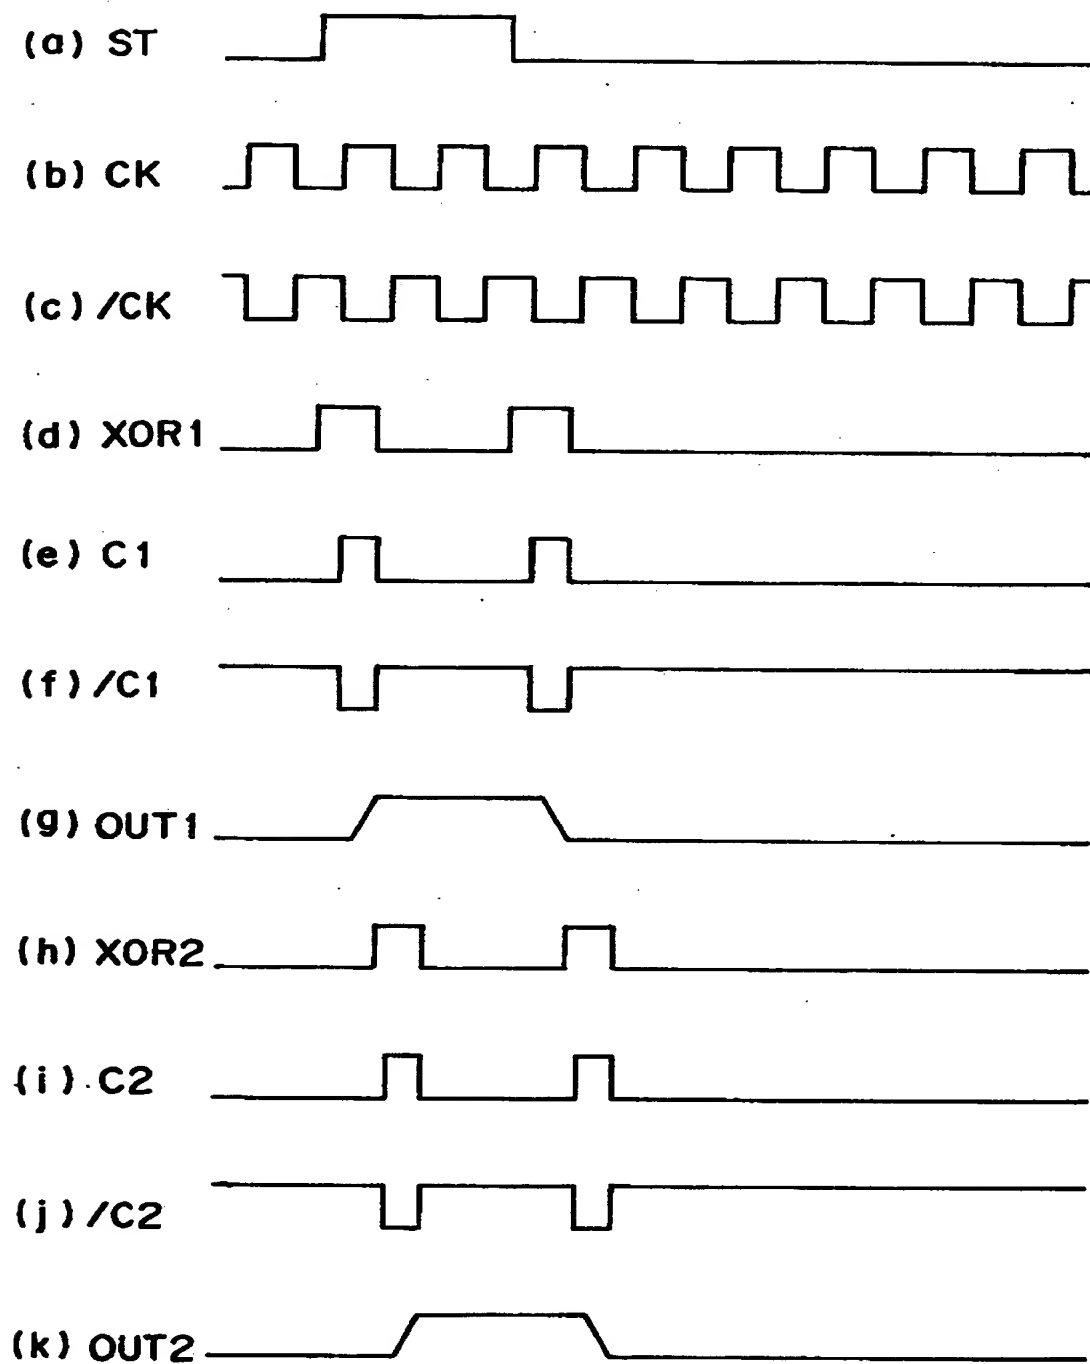 (a) ST
(b) CK
(c) /CK
(d) XOR1
(e) C1
(f) /C1
(g) OUT1
(h) XOR2
(i) C2
(j) /C2
(k) OUT2